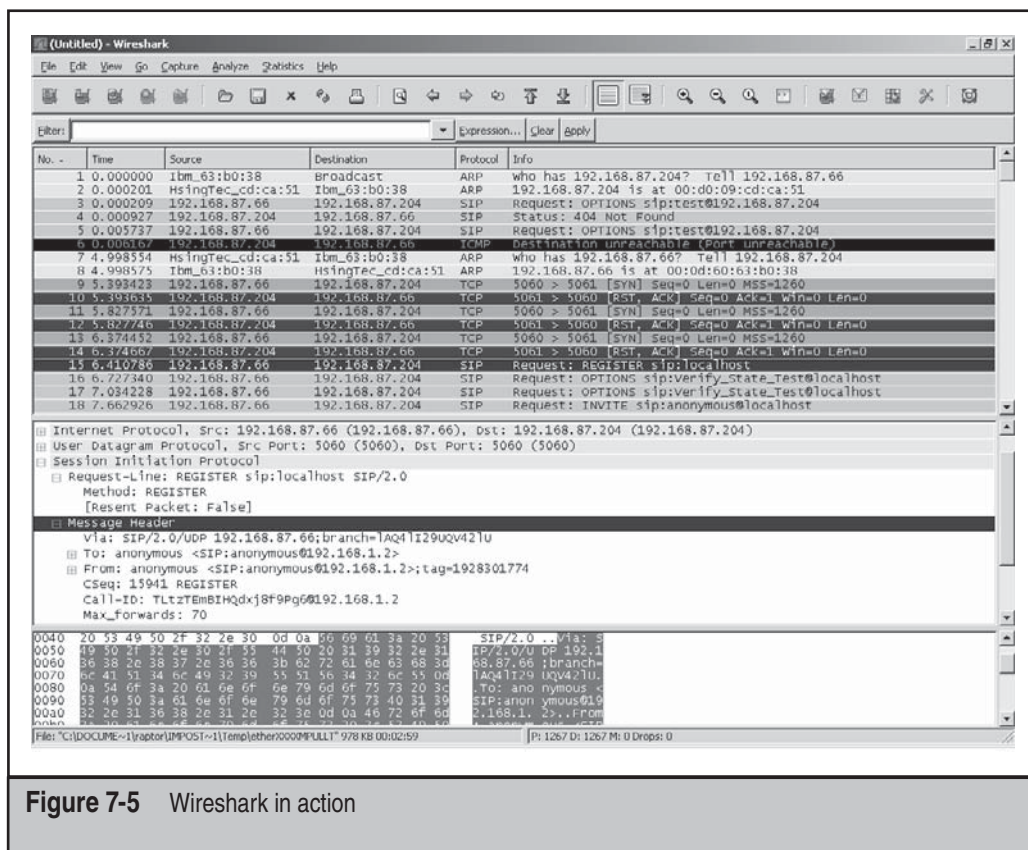 (Untitled) - Wireshark
File Edit View Go Capture Analyze Statistics Help
Filter: Expression... Clear Apply
No. - Time Source Destination Protocol Info
1 0.000000 Ibm_63:b0:38 Broadcast ARP who has 192.168.87.204? Tell 192.168.87.66
2 0.000201 HsingTec_cd:ca:51 Ibm_63:b0:38 ARP 192.168.87.204 is at 00:d0:09:cd:ca:51
3 0.000209 192.168.87.66 192.168.87.204 SIP Request: OPTIONS sip:test@192.168.87.204
4 0.000927 192.168.87.204 192.168.87.66 SIP Status: 404 Not Found
5 0.005737 192.168.87.66 192.168.87.204 SIP Request: OPTIONS sip:test@192.168.87.204
6 0.006167 192.168.87.204 192.168.87.66 ICMP Destination unreachable (Port unreachable)
7 4.998554 HsingTec_cd:ca:51 Ibm_63:b0:38 ARP who has 192.168.87.66? Tell 192.168.87.204
8 4.998575 Ibm_63:b0:38 HsingTec_cd:ca:51 ARP 192.168.87.66 is at 00:0d:60:63:b0:38
9 5.393423 192.168.87.66 192.168.87.204 TCP 5060 > 5061 [SYN] Seq=0 Len=0 MSS=1260
10 5.393635 192.168.87.204 192.168.87.66 TCP 5061 > 5060 [RST, ACK] Seq=0 Ack=1 Win=0 Len=0
11 5.827571 192.168.87.66 192.168.87.204 TCP 5060 > 5061 [SYN] Seq=0 Len=0 MSS=1260
12 5.827746 192.168.87.204 192.168.87.66 TCP 5061 > 5060 [RST, ACK] Seq=0 Ack=1 Win=0 Len=0
13 6.374452 192.168.87.66 192.168.87.204 TCP 5060 > 5061 [SYN] Seq=0 Len=0 MSS=1260
14 6.374667 192.168.87.204 192.168.87.66 TCP 5061 > 5060 [RST, ACK] Seq=0 Ack=1 Win=0 Len=0
15 6.410786 192.168.87.66 192.168.87.204 SIP Request: REGISTER sip:localhost
16 6.727340 192.168.87.66 192.168.87.204 SIP Request: OPTIONS sip:Verify_State_Test@localhost
17 7.034228 192.168.87.66 192.168.87.204 SIP Request: OPTIONS sip:Verify_State_Test@localhost
18 7.662926 192.168.87.66 192.168.87.204 SIP Request: INVITE sip:anonymous@localhost
Internet Protocol, Src: 192.168.87.66 (192.168.87.66), Dst: 192.168.87.204 (192.168.87.204)
User Datagram Protocol, Src Port: 5060 (5060), Dst Port: 5060 (5060)
Session Initiation Protocol
Request-Line: REGISTER sip:localhost SIP/2.0
Method: REGISTER
[Resent Packet: False]
Message Header
Via: SIP/2.0/UDP 192.168.87.66;branch=lAQ4lI29UQV42lU
To: anonymous <SIP:anonymous@192.168.1.2>
From: anonymous <SIP:anonymous@192.168.1.2>;tag=1928301774
CSeq: 15941 REGISTER
Call-ID: TLtzTEmBIHQdxj8f9Pg6@192.168.1.2
Max_forwards: 70
0040 20 53 49 50 2f 32 2e 30 0d 0a 56 69 61 3a 20 53 SIP/2.0 ..Via: S
0050 49 50 2f 32 2e 30 2f 55 44 50 20 31 39 32 2e 31 IP/2.0/U DP 192.1
0060 36 38 2e 38 37 2e 36 36 3b 62 72 61 6e 63 68 3d 68.87.66 ;branch=
0070 6c 41 51 34 6c 49 32 39 55 51 56 34 32 6c 55 0d lAQ4lI29 UQV42lU.
0080 0a 54 6f 3a 20 61 6e 6f 6e 79 6d 6f 75 73 20 3c .To: ano nymous <
0090 53 49 50 3a 61 6e 6f 6e 79 6d 6f 75 73 40 31 39 SIP:anon ymous@19
00a0 32 2e 31 36 38 2e 31 2e 32 3e 0d 0a 46 72 6f 6d 2.168.1. 2>..From
File: "C:\DOCUME~1\raptor\IMPOST~1\Temp\etherXXXXMPULLT" 978 KB 00:02:59 P: 1267 D: 1267 M: 0 Drops: 0
Figure 7-5 Wireshark in action